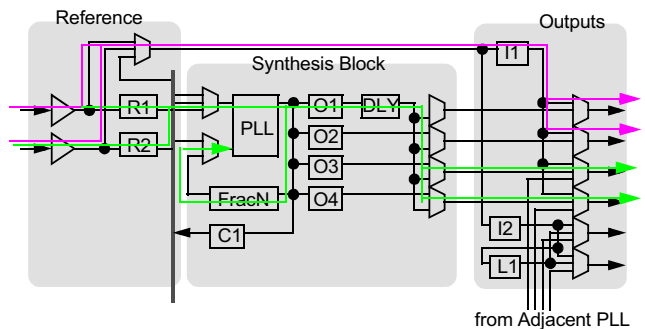 Reference
Outputs
Synthesis Block
I1
R1
O1
DLY
PLL
R2
O2
O3
FracN
O4
C1
I2
L1
from Adjacent PLL